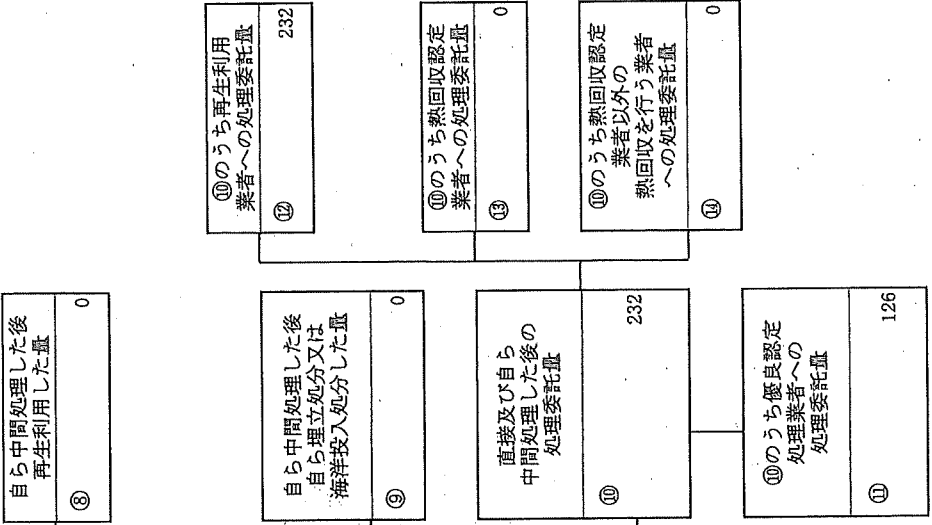 自ら中間処理した後
再生利用した量
⑧ 0
自ら中間処理した後
自ら埋立処分又は
海洋投入処分した量
⑨ 0
直接及び自ら
中間処理した後の
処理委託量
⑩ 232
⑩のうち優良認定
処理業者への
処理委託量
⑪ 126
⑩のうち再生利用
業者への処理委託量
⑫ 232
⑩のうち熱回収認定
業者への処理委託量
⑬ 0
⑩のうち熱回収認定
業者以外の
熱回収を行う業者
への処理委託量
⑭ 0